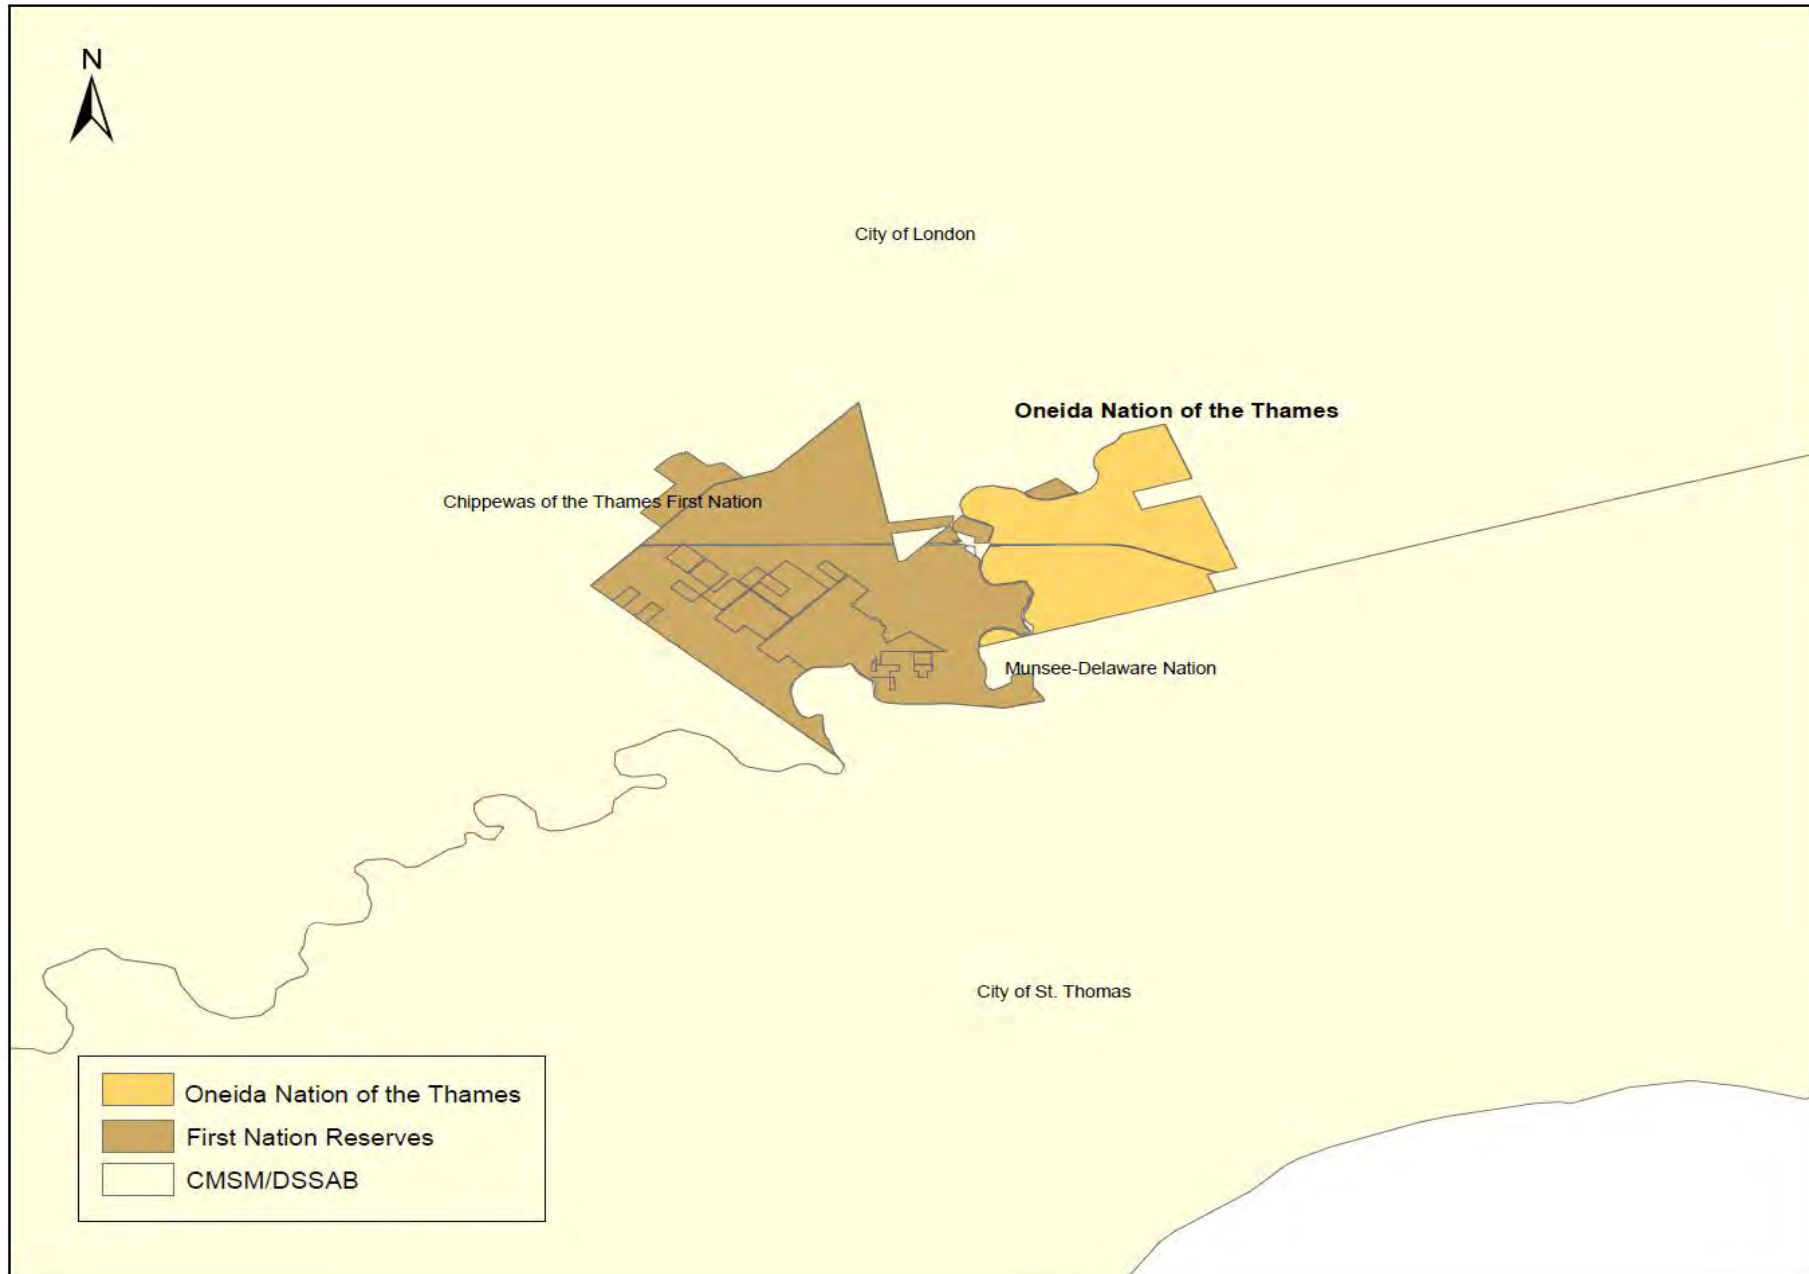 N
City of London
Oneida Nation of the Thames
Chippewas of the Thames First Nation
Munsee-Delaware Nation
City of St. Thomas
Oneida Nation of the Thames
First Nation Reserves
CMSM/DSSAB